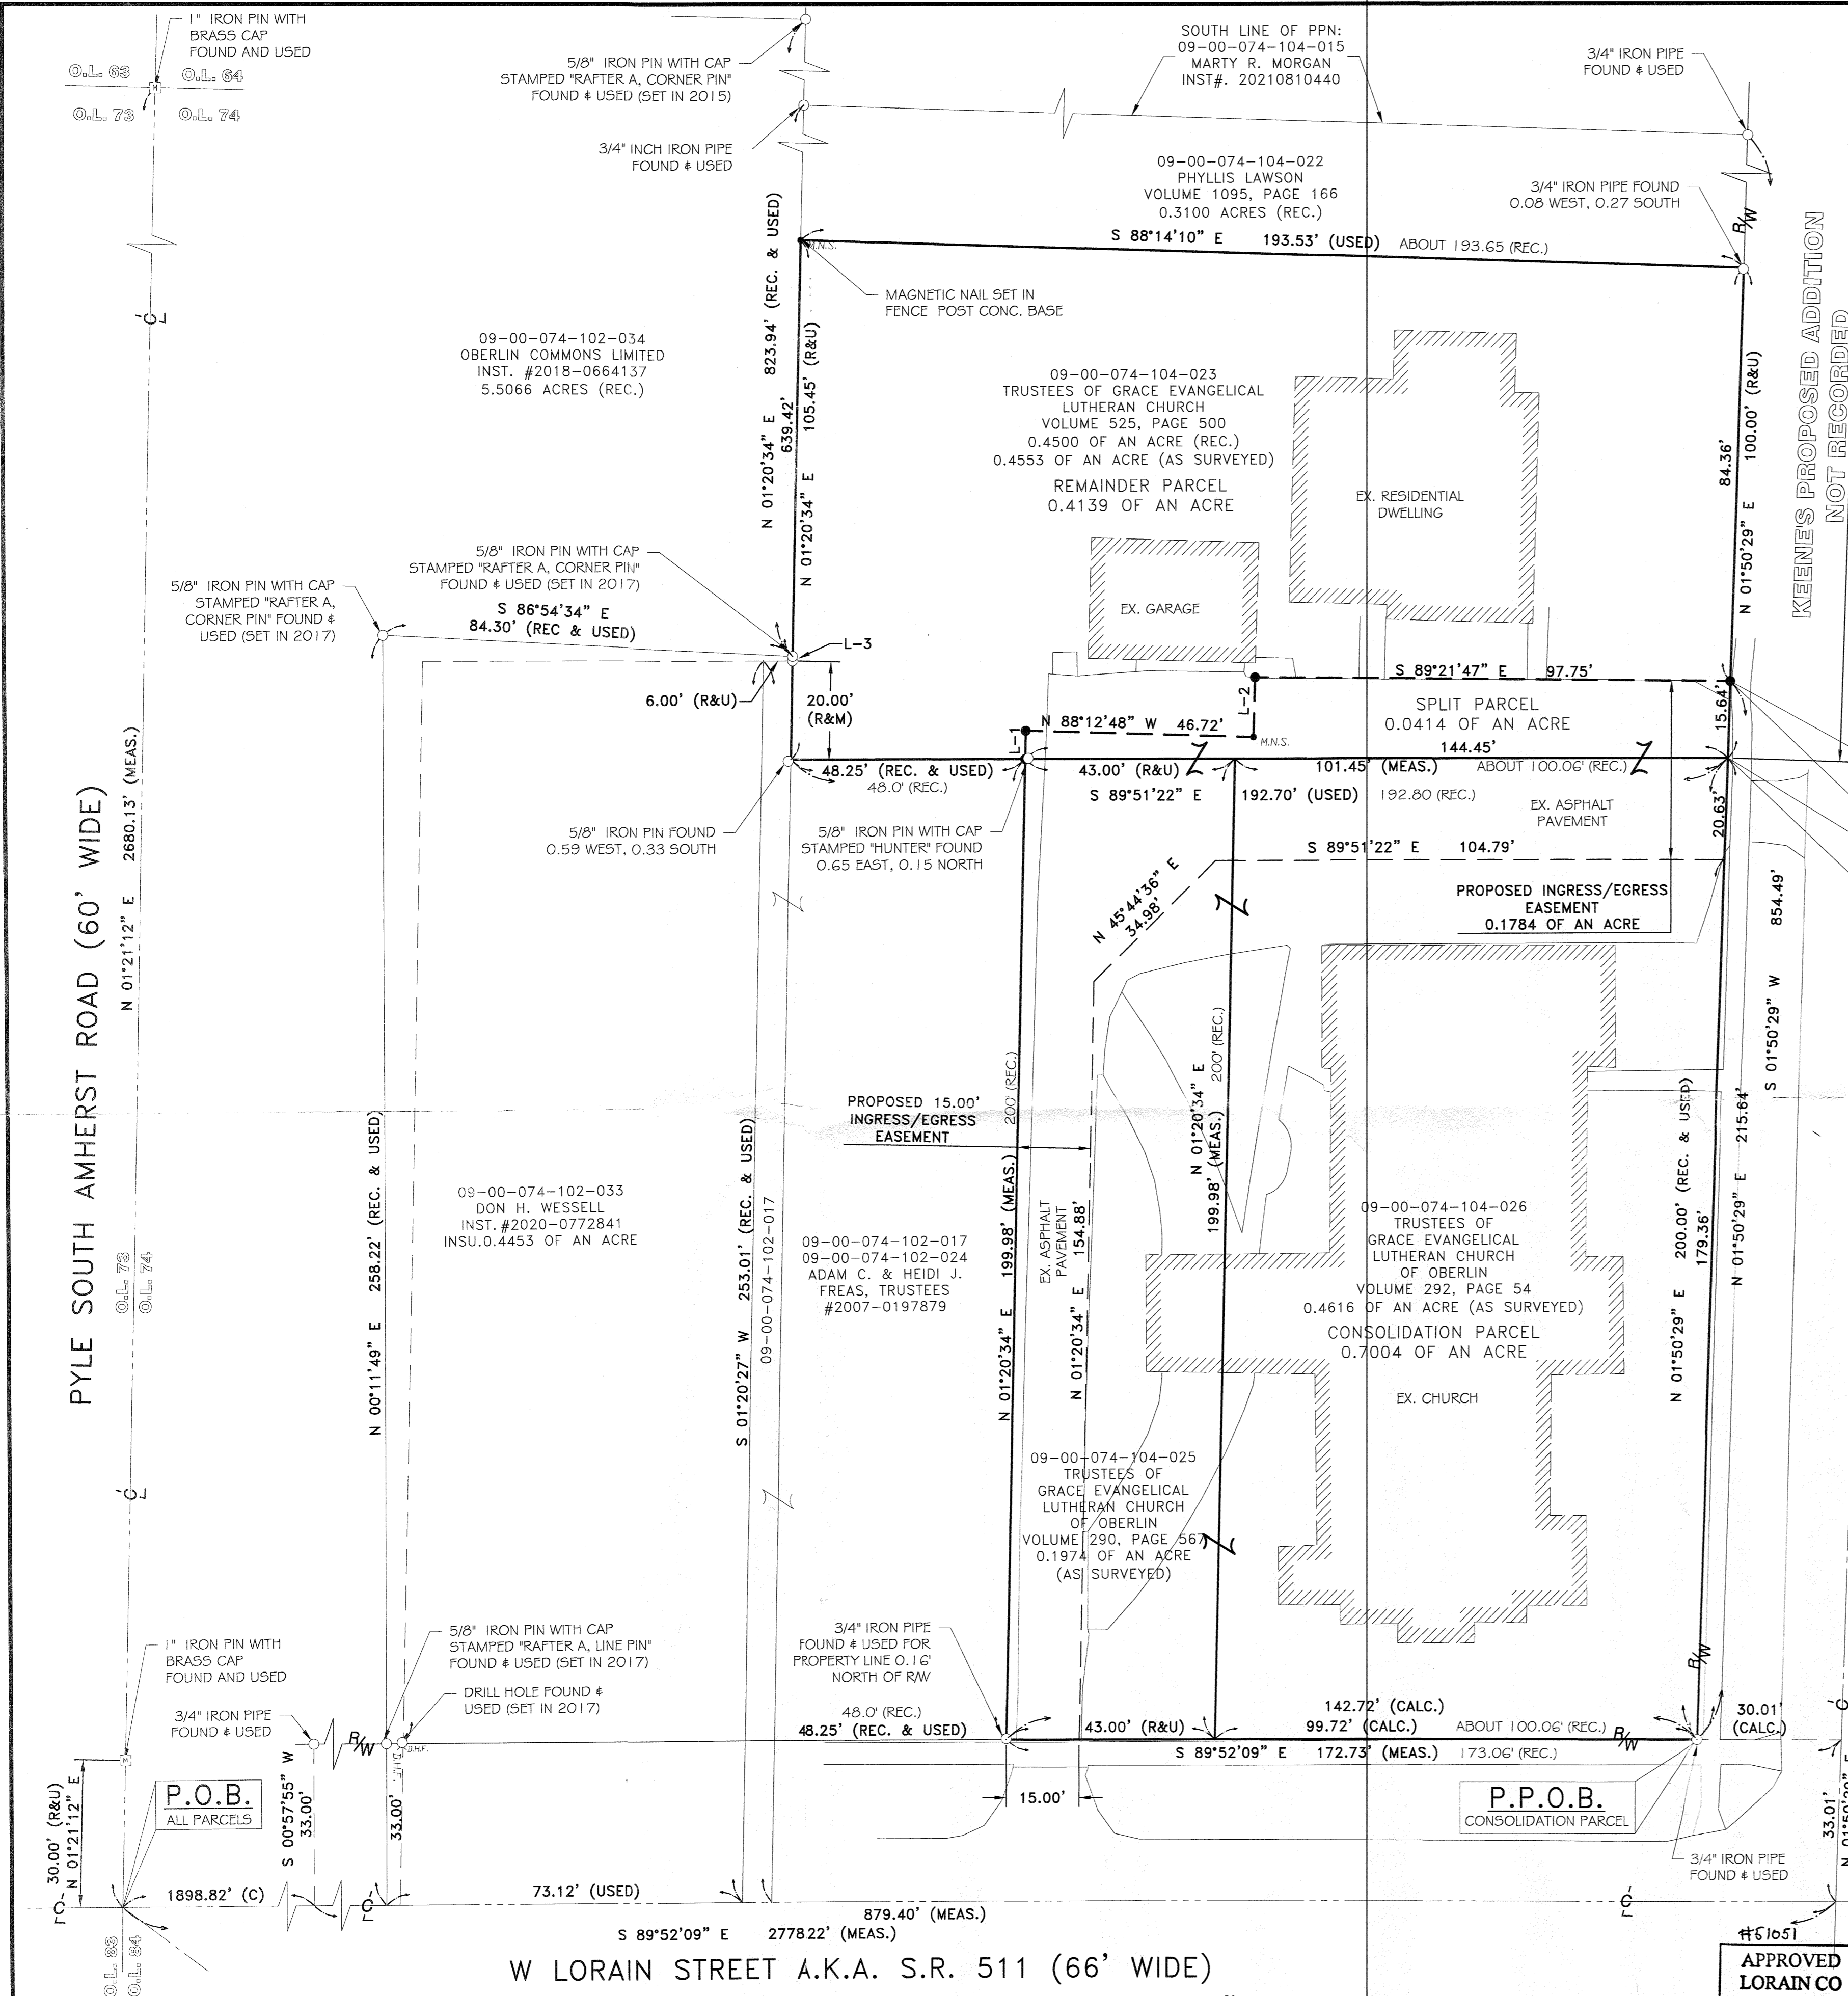 1" IRON PIN WITH
BRASS CAP
FOUND AND USED
O.L. 63
O.L. 64
O.L. 73
O.L. 74
5/8" IRON PIN WITH CAP
STAMPED "RAFTER A, CORNER PIN"
FOUND & USED (SET IN 2015)
3/4" INCH IRON PIPE
FOUND & USED
SOUTH LINE OF PPN:
09-00-074-104-015
MARTY R. MORGAN
INST#. 20210810440
3/4" IRON PIPE
FOUND & USED
09-00-074-104-022
PHYLLIS LAWSON
VOLUME 1095, PAGE 166
0.3100 ACRES (REC.)
3/4" IRON PIPE FOUND
0.08 WEST, 0.27 SOUTH
R/W
S 88°14'10" E 193.53' (USED) ABOUT 193.65 (REC.)
M.N.S.
MAGNETIC NAIL SET IN
FENCE POST CONC. BASE
N 01°20'34" E 823.94' (REC. & USED)
639.42'
N 01°20'34" E 105.45' (R&U)
09-00-074-102-034
OBERLIN COMMONS LIMITED
INST. #2018-0664137
5.5066 ACRES (REC.)
09-00-074-104-023
TRUSTEES OF GRACE EVANGELICAL
LUTHERAN CHURCH
VOLUME 525, PAGE 500
0.4500 OF AN ACRE (REC.)
0.4553 OF AN ACRE (AS SURVEYED)
REMAINDER PARCEL
0.4139 OF AN ACRE
EX. RESIDENTIAL
DWELLING
EX. GARAGE
84.36'
N 01°50'29" E 100.00' (R&U)
KEENE'S PROPOSED ADDITION
NOT RECORDED
5/8" IRON PIN WITH CAP
STAMPED "RAFTER A, CORNER PIN"
FOUND & USED (SET IN 2017)
5/8" IRON PIN WITH CAP
STAMPED "RAFTER A,
CORNER PIN" FOUND &
USED (SET IN 2017)
S 86°54'34" E
84.30' (REC & USED)
L-3
6.00' (R&U)
20.00'
(R&M)
S 89°21'47" E 97.75'
SPLIT PARCEL
0.0414 OF AN ACRE
15.64'
L-2
N 88°12'48" W 46.72'
L-1
M.N.S.
144.45'
48.25' (REC. & USED)
48.0' (REC.)
43.00' (R&U)
101.45' (MEAS.) ABOUT 100.06' (REC.)
S 89°51'22" E 192.70' (USED) 192.80 (REC.)
EX. ASPHALT
PAVEMENT
20.63'
5/8" IRON PIN FOUND
0.59 WEST, 0.33 SOUTH
5/8" IRON PIN WITH CAP
STAMPED "HUNTER" FOUND
0.65 EAST, 0.15 NORTH
S 89°51'22" E 104.79'
N 45°44'36" E
34.98'
PROPOSED INGRESS/EGRESS
EASEMENT
0.1784 OF AN ACRE
S 01°50'29" W 854.49'
PYLE SOUTH AMHERST ROAD (60' WIDE)
N 01°21'12" E 2680.13' (MEAS.)
O.L. 73
O.L. 74
N 00°11'49" E 258.22' (REC. & USED)
09-00-074-102-033
DON H. WESSELL
INST. #2020-0772841
INSU.0.4453 OF AN ACRE
S 01°20'27" W 253.01' (REC. & USED)
09-00-074-102-017
09-00-074-102-017
09-00-074-102-024
ADAM C. & HEIDI J.
FREAS, TRUSTEES
#2007-0197879
PROPOSED 15.00'
INGRESS/EGRESS
EASEMENT
N 01°20'34" E 199.98' (MEAS.) 200' (REC.)
EX. ASPHALT
PAVEMENT
N 01°20'34" E 154.88'
N 01°20'34" E
199.98' (MEAS.) 200' (REC.)
09-00-074-104-026
TRUSTEES OF
GRACE EVANGELICAL
LUTHERAN CHURCH
OF OBERLIN
VOLUME 292, PAGE 54
0.4616 OF AN ACRE (AS SURVEYED)
CONSOLIDATION PARCEL
0.7004 OF AN ACRE
EX. CHURCH
N 01°50'29" E 200.00' (REC. & USED)
179.36'
N 01°50'29" E 215.64'
09-00-074-104-025
TRUSTEES OF
GRACE EVANGELICAL
LUTHERAN CHURCH
OF OBERLIN
VOLUME 290, PAGE 567
0.1974 OF AN ACRE
(AS SURVEYED)
1" IRON PIN WITH
BRASS CAP
FOUND AND USED
3/4" IRON PIPE
FOUND & USED
5/8" IRON PIN WITH CAP
STAMPED "RAFTER A, LINE PIN"
FOUND & USED (SET IN 2017)
DRILL HOLE FOUND &
USED (SET IN 2017)
R/W
D.H.F.
D.H.F.
3/4" IRON PIPE
FOUND & USED FOR
PROPERTY LINE 0.16'
NORTH OF R/W
48.0' (REC.)
48.25' (REC. & USED)
43.00' (R&U)
142.72' (CALC.)
99.72' (CALC.) ABOUT 100.06' (REC.)
S 89°52'09" E 172.73' (MEAS.) 173.06' (REC.)
R/W
R/W
30.01'
(CALC.)
15.00'
P.P.O.B.
CONSOLIDATION PARCEL
3/4" IRON PIPE
FOUND & USED
33.01'
P.O.B.
ALL PARCELS
30.00' (R&U)
N 01°21'12" E
S 00°57'55" W
33.00'
33.00'
1898.82' (C)
73.12' (USED)
879.40' (MEAS.)
S 89°52'09" E 277822' (MEAS.)
W LORAIN STREET A.K.A. S.R. 511 (66' WIDE)
O.L. 83
O.L. 84
#61051
APPROVED
LORAIN CO